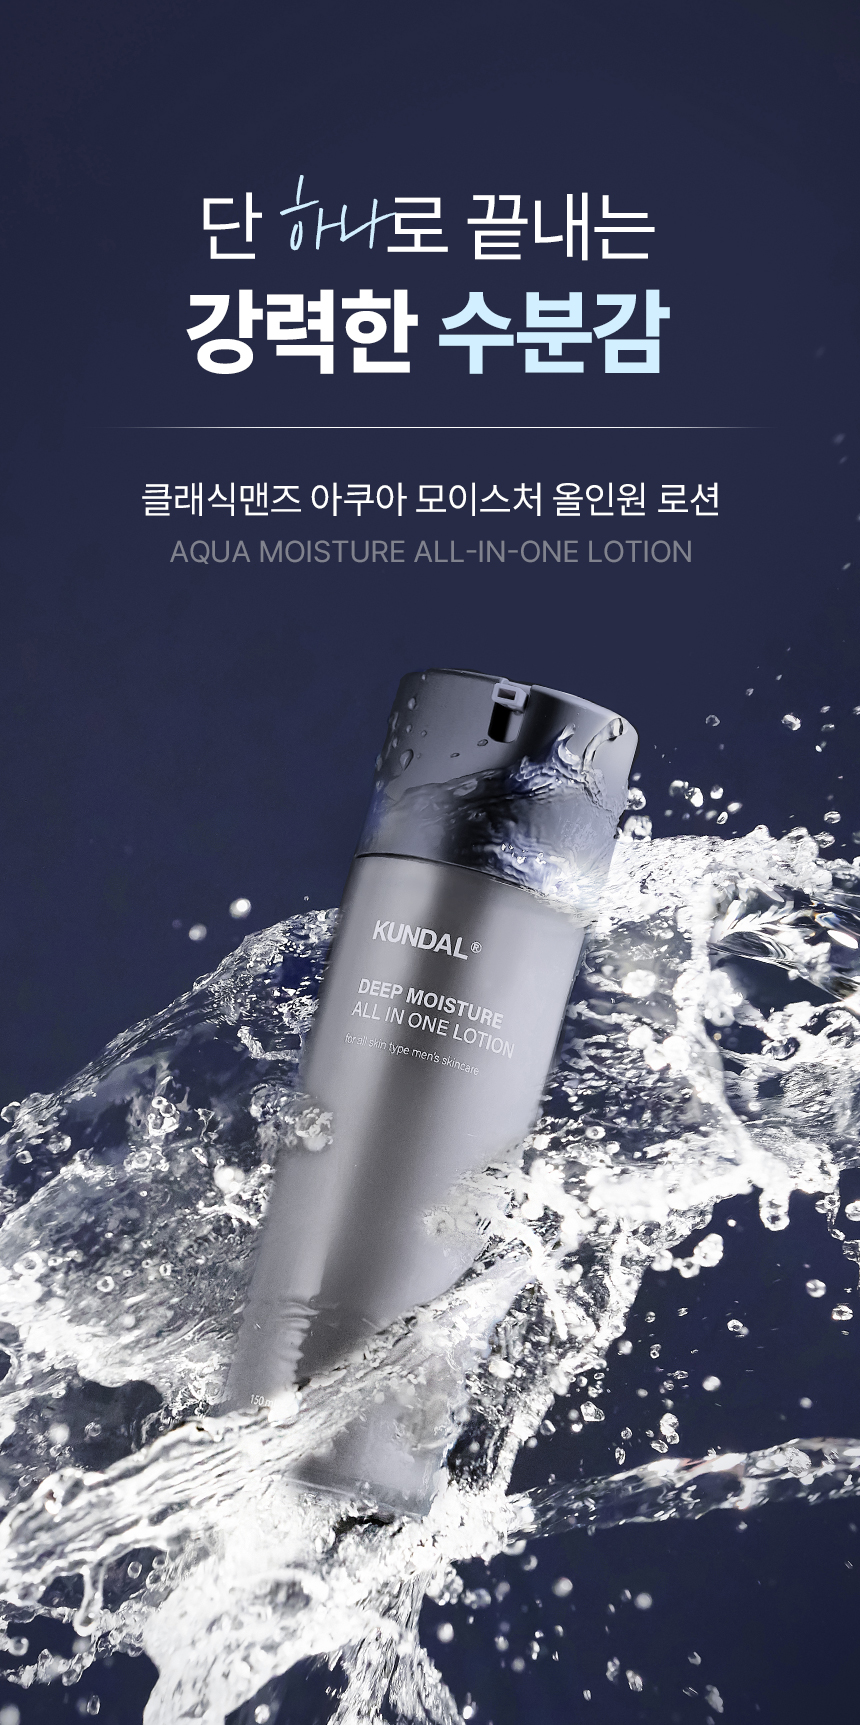 단 하나로 끝내는
강력한 수분감
클래식맨즈 아쿠아 모이스처 올인원 로션
AQUA MOISTURE ALL-IN-ONE LOTION
KUNDAL®
DEEP MOISTURE
ALL IN ONE LOTION
for all skin type men's skincare
150